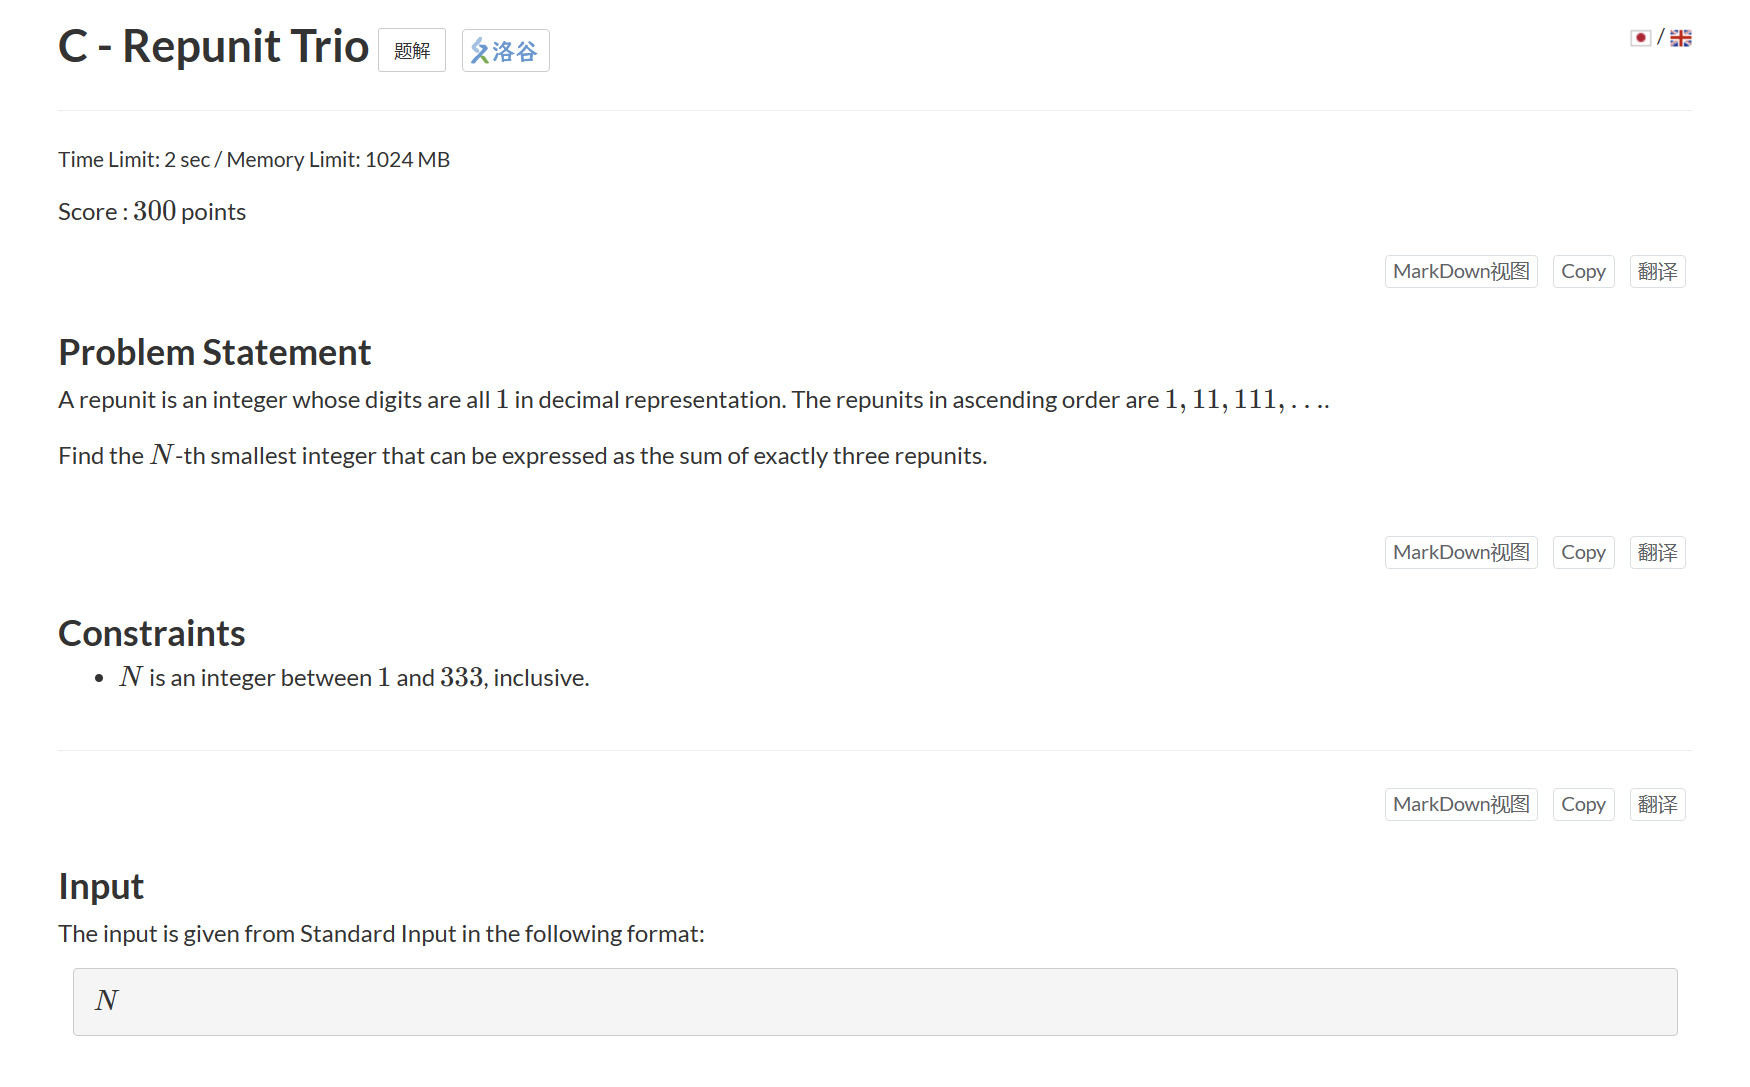 C - Repunit Trio 题解 洛谷 /
Time Limit: 2 sec / Memory Limit: 1024 MB
Score : 300 points
MarkDown视图 Copy 翻译
Problem Statement
A repunit is an integer whose digits are all 1 in decimal representation. The repunits in ascending order are 1, 11, 111, . . ..
Find the N-th smallest integer that can be expressed as the sum of exactly three repunits.
MarkDown视图 Copy 翻译
Constraints
• N is an integer between 1 and 333, inclusive.
MarkDown视图 Copy 翻译
Input
The input is given from Standard Input in the following format:
N